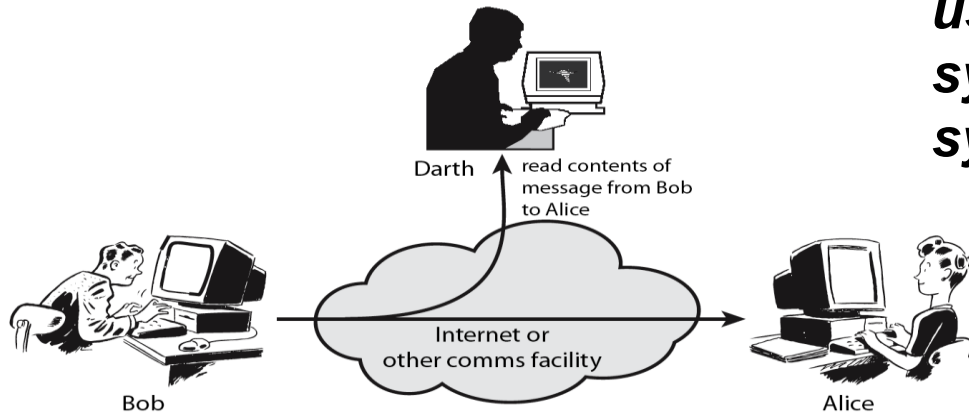 Darth
read contents of
message from Bob
to Alice
Internet or
other comms facility
Bob
Alice